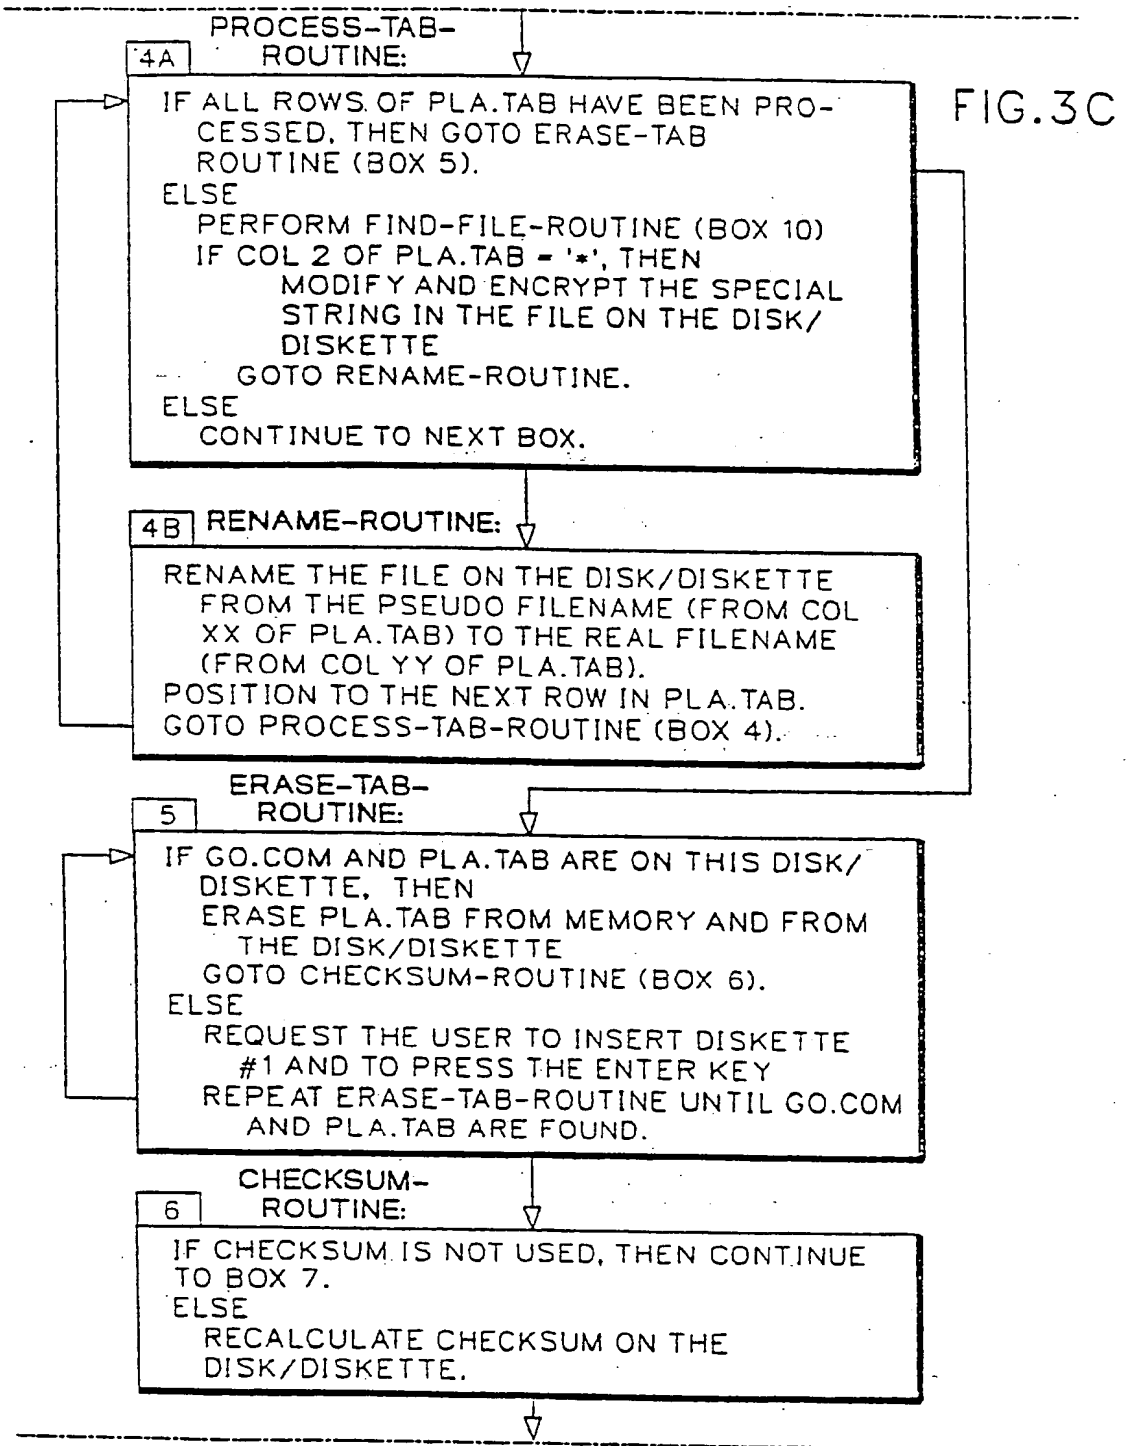 PROCESS-TAB-
ROUTINE:
4A
FIG.3C
IF ALL ROWS OF PLA.TAB HAVE BEEN PRO-
CESSED, THEN GOTO ERASE-TAB
ROUTINE (BOX 5).
ELSE
PERFORM FIND-FILE-ROUTINE (BOX 10)
IF COL 2 OF PLA.TAB = '*', THEN
MODIFY AND ENCRYPT THE SPECIAL
STRING IN THE FILE ON THE DISK/
DISKETTE
GOTO RENAME-ROUTINE.
ELSE
CONTINUE TO NEXT BOX.
4B RENAME-ROUTINE:
RENAME THE FILE ON THE DISK/DISKETTE
FROM THE PSEUDO FILENAME (FROM COL
XX OF PLA.TAB) TO THE REAL FILENAME
(FROM COL YY OF PLA.TAB).
POSITION TO THE NEXT ROW IN PLA.TAB.
GOTO PROCESS-TAB-ROUTINE (BOX 4).
ERASE-TAB-
ROUTINE:
5
IF GO.COM AND PLA.TAB ARE ON THIS DISK/
DISKETTE, THEN
ERASE PLA.TAB FROM MEMORY AND FROM
THE DISK/DISKETTE
GOTO CHECKSUM-ROUTINE (BOX 6).
ELSE
REQUEST THE USER TO INSERT DISKETTE
#1 AND TO PRESS THE ENTER KEY
REPEAT ERASE-TAB-ROUTINE UNTIL GO.COM
AND PLA.TAB ARE FOUND.
CHECKSUM-
ROUTINE:
6
IF CHECKSUM IS NOT USED, THEN CONTINUE
TO BOX 7.
ELSE
RECALCULATE CHECKSUM ON THE
DISK/DISKETTE.